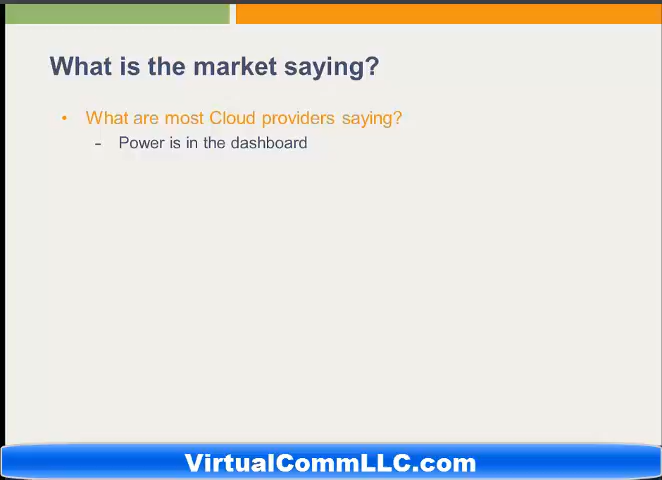 What is the market saying?
• What are most Cloud providers saying?
- Power is in the dashboard
VirtualCommLLC.com